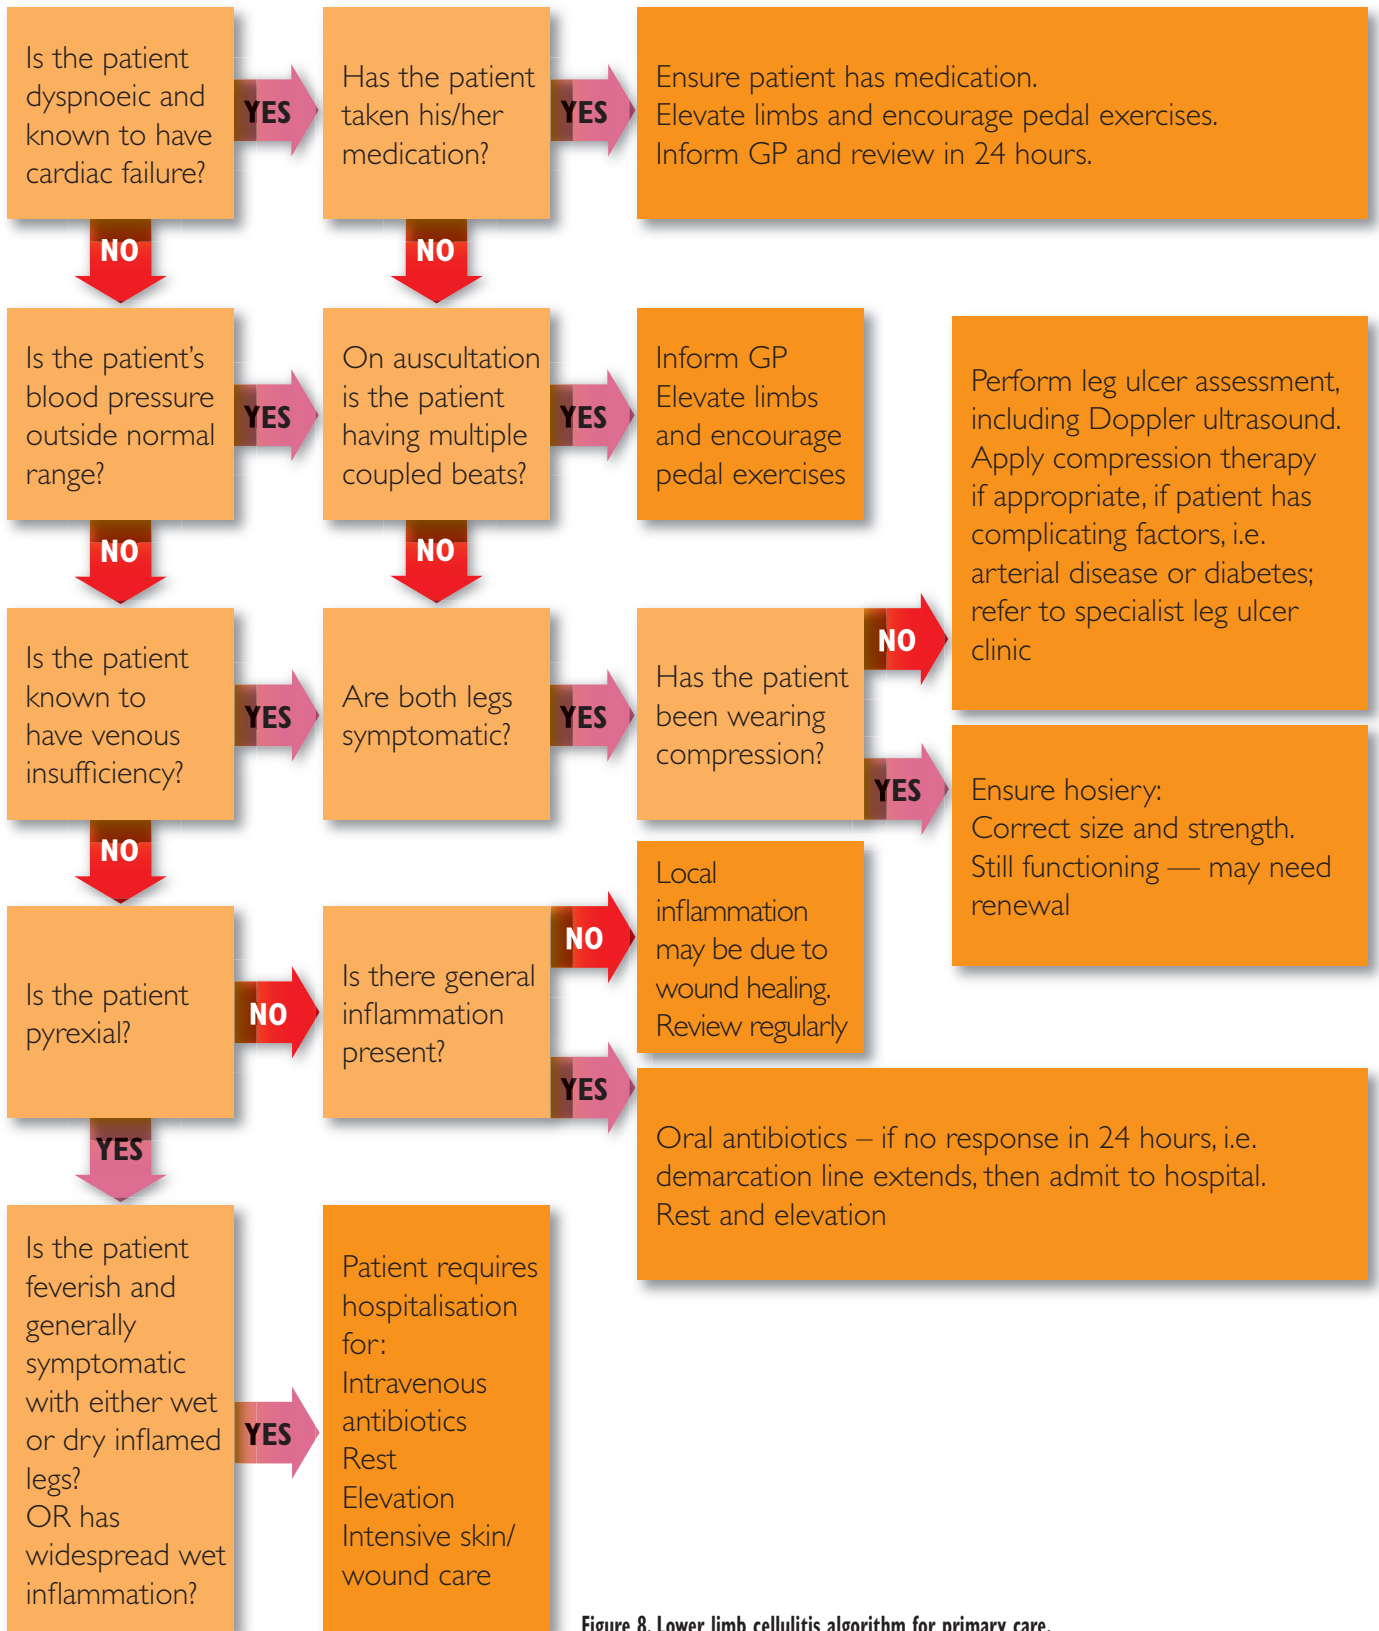 Is the patient
dyspnoeic and
known to have
cardiac failure?
YES
Has the patient
taken his/her
medication?
YES
Ensure patient has medication.
Elevate limbs and encourage pedal exercises.
Inform GP and review in 24 hours.
NO
NO
Is the patient's
blood pressure
outside normal
range?
YES
On auscultation
is the patient
having multiple
coupled beats?
YES
Inform GP
Elevate limbs
and encourage
pedal exercises
Perform leg ulcer assessment,
including Doppler ultrasound.
Apply compression therapy
if appropriate, if patient has
complicating factors, i.e.
arterial disease or diabetes;
refer to specialist leg ulcer
clinic
NO
NO
Is the patient
known to
have venous
insufficiency?
YES
Are both legs
symptomatic?
YES
Has the patient
been wearing
compression?
NO
YES
Ensure hosiery:
Correct size and strength.
Still functioning — may need
renewal
NO
Is the patient
pyrexial?
NO
Is there general
inflammation
present?
NO
Local
inflammation
may be due to
wound healing.
Review regularly
YES
Oral antibiotics – if no response in 24 hours, i.e.
demarcation line extends, then admit to hospital.
Rest and elevation
YES
Is the patient
feverish and
generally
symptomatic
with either wet
or dry inflamed
legs?
OR has
widespread wet
inflammation?
YES
Patient requires
hospitalisation
for:
Intravenous
antibiotics
Rest
Elevation
Intensive skin/
wound care
Figure 8. Lower limb cellulitis algorithm for primary care.